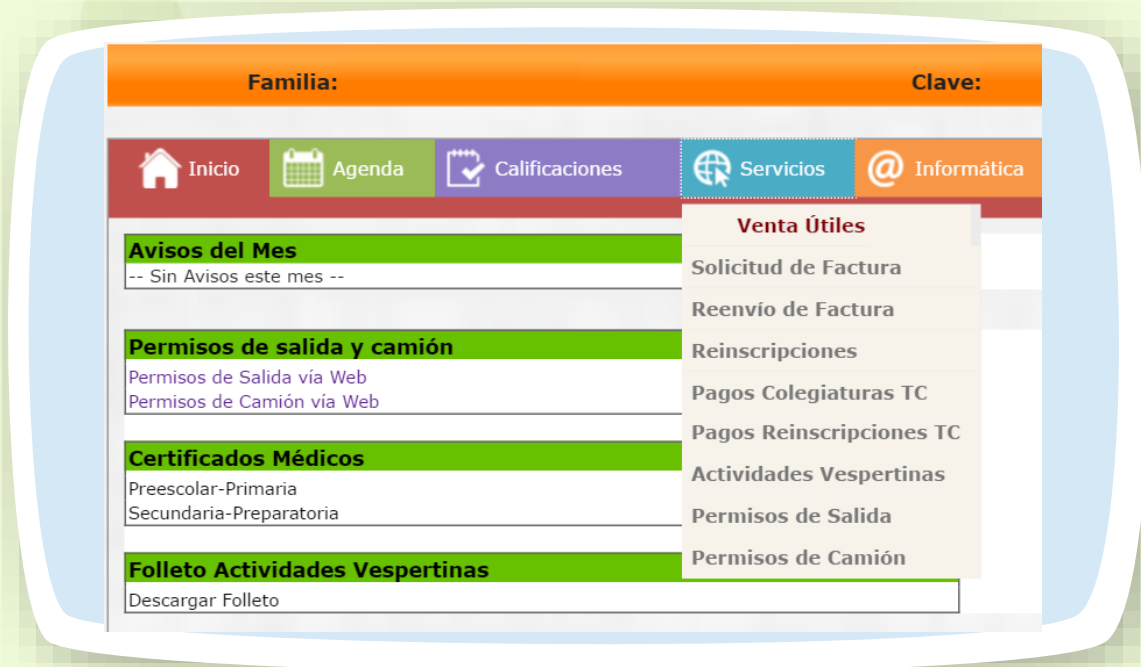 Familia: Clave:
Inicio Agenda Calificaciones Servicios Informática
Venta Útiles
Solicitud de Factura
Reenvío de Factura
Reinscripciones
Pagos Colegiaturas TC
Pagos Reinscripciones TC
Actividades Vespertinas
Permisos de Salida
Permisos de Camión
Avisos del Mes
-- Sin Avisos este mes --
Permisos de salida y camión
Permisos de Salida vía Web
Permisos de Camión vía Web
Certificados Médicos
Preescolar-Primaria
Secundaria-Preparatoria
Folleto Actividades Vespertinas
Descargar Folleto